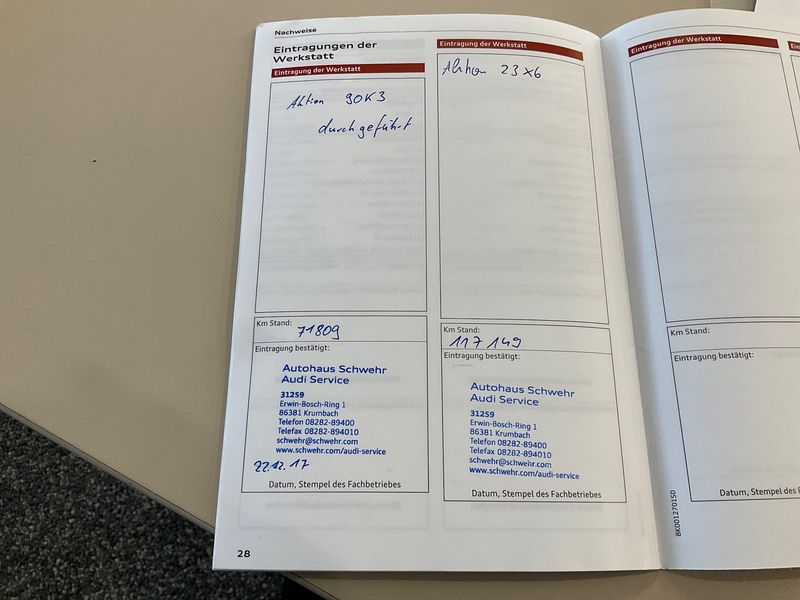 Nachweise
Eintragungen der
Werkstatt
Eintragung der Werkstatt
Aktion 90K3
durchgeführt
Km Stand:
71809
Eintragung bestätigt:
Autohaus Schwehr
Audi Service
31259
Erwin-Bosch-Ring 1
86381 Krumbach
Telefon 08282-89400
Telefax 08282-894010
schwehr@schwehr.com
www.schwehr.com/audi-service
22.12.17
Datum, Stempel des Fachbetriebes
28
Eintragung der Werkstatt
Aktion 23X6
Km Stand:
117149
Eintragung bestätigt:
Autohaus Schwehr
Audi Service
31259
Erwin-Bosch-Ring 1
86381 Krumbach
Telefon 08282-89400
Telefax 08282-894010
schwehr@schwehr.com
www.schwehr.com/audi-service
Datum, Stempel des Fachbetriebes
Eintragung der Werkstatt
Km Stand:
Eintragung bestätigt:
Datum, Stempel des
8K0012701SD